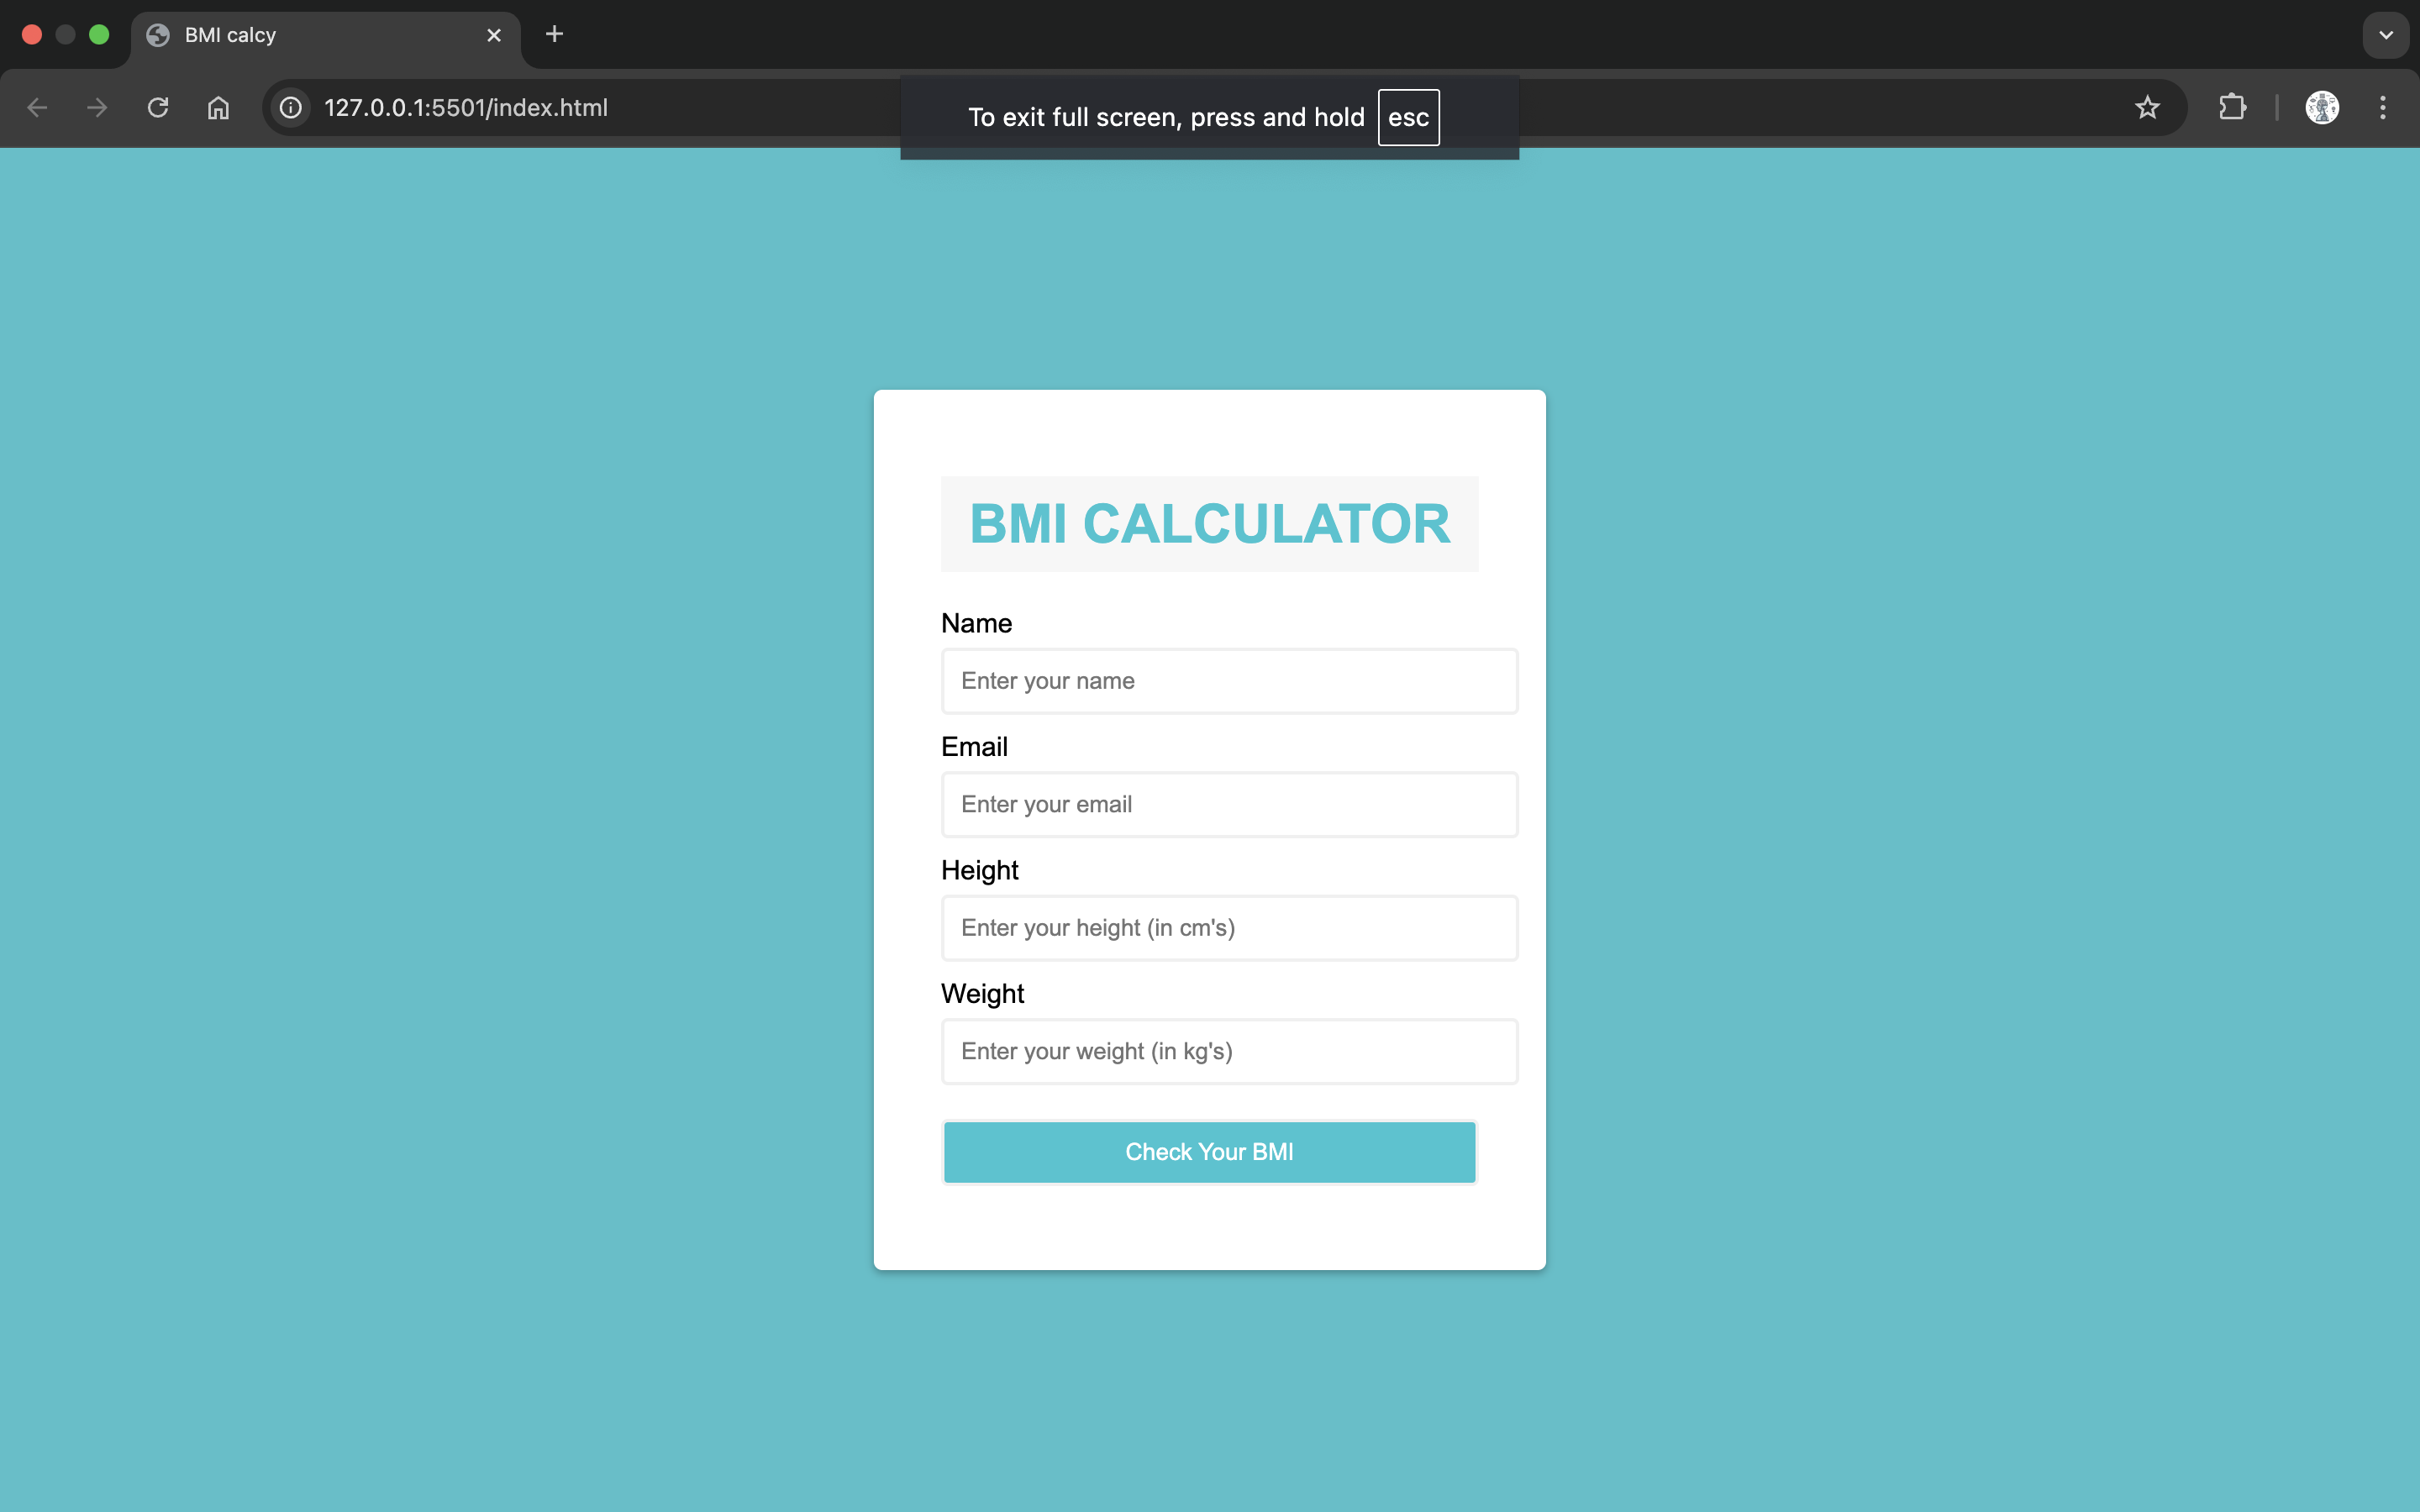 BMI calcy
127.0.0.1:5501/index.html
To exit full screen, press and hold esc
BMI CALCULATOR
Name
Enter your name
Email
Enter your email
Height
Enter your height (in cm's)
Weight
Enter your weight (in kg's)
Check Your BMI